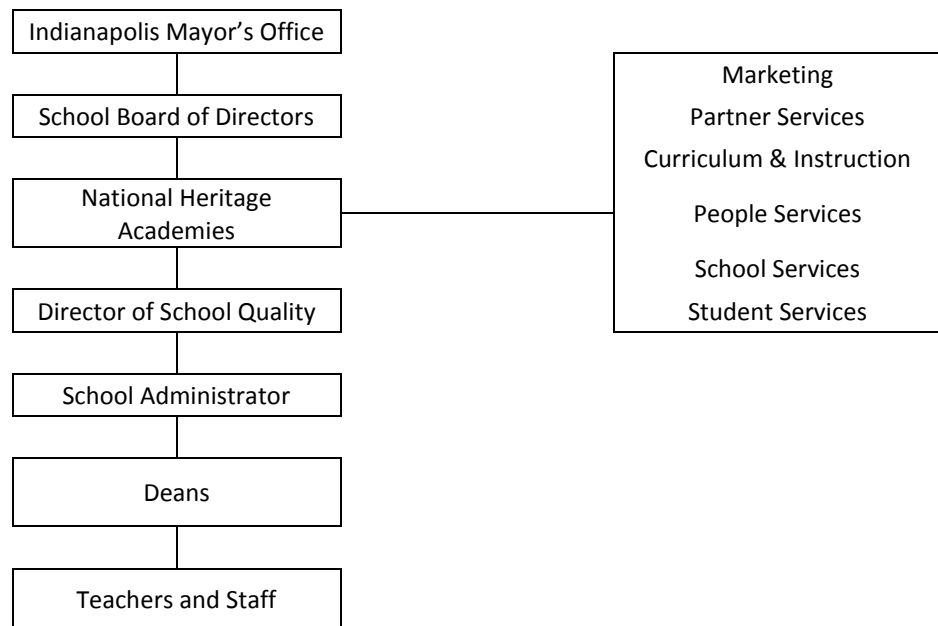 Indianapolis Mayor’s Office
School Board of Directors
National Heritage
Academies
Director of School Quality
School Administrator
Deans
Teachers and Staff
Marketing
Partner Services
Curriculum & Instruction
People Services
School Services
Student Services